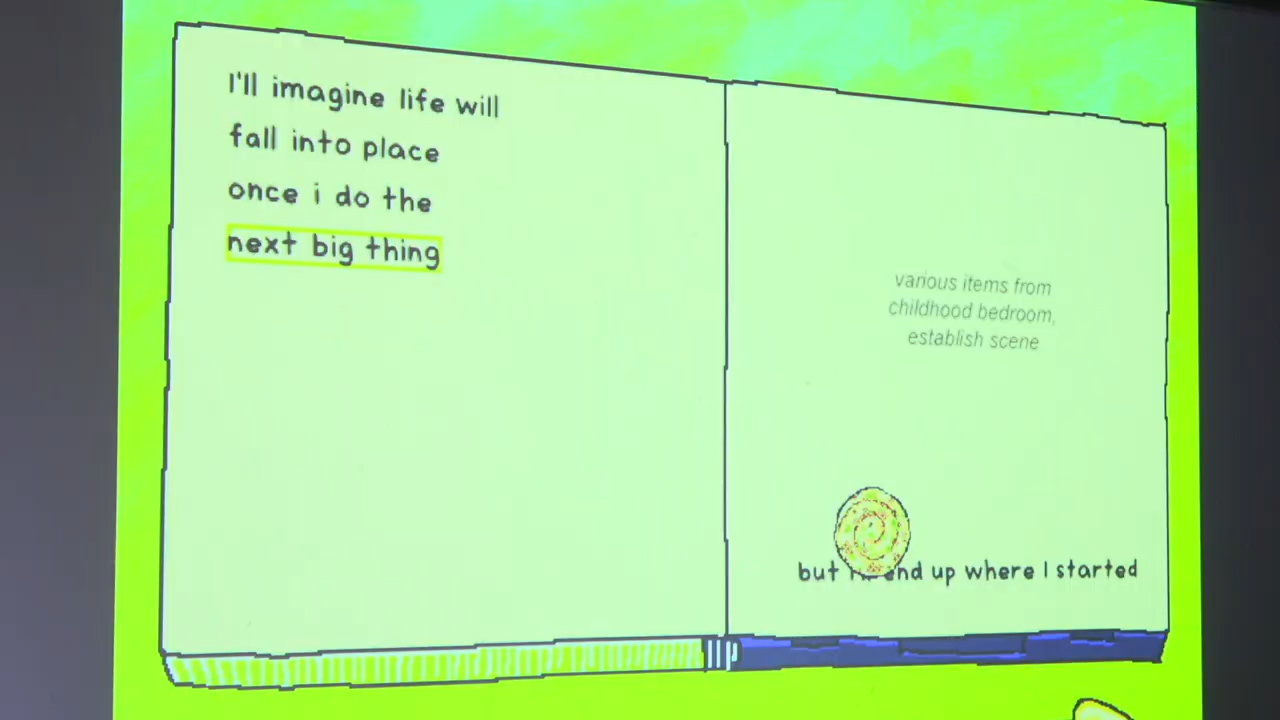 I'll imagine life will
fall into place
once i do the
next big thing
various items from
childhood bedroom,
establish scene
but end up where I started